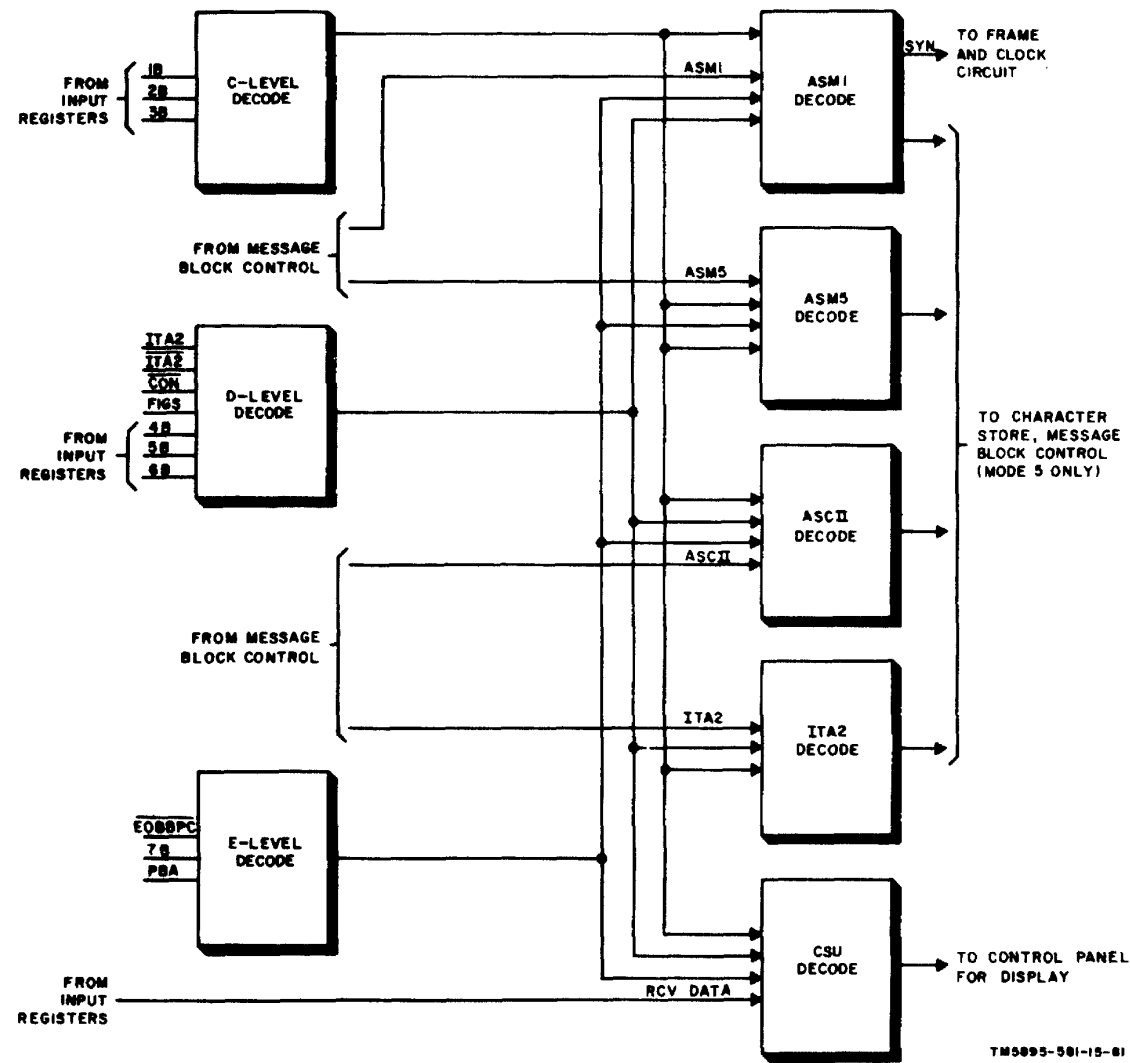 FROM
INPUT
REGISTERS
1B
2B
3B
C-LEVEL
DECODE
ASM1
ASM1
DECODE
SYN
TO FRAME
AND CLOCK
CIRCUIT
FROM MESSAGE
BLOCK CONTROL
ASM5
ASM5
DECODE
ITA2
ITA2
CON
FIGS
FROM
INPUT
REGISTERS
4B
5B
6B
D-LEVEL
DECODE
TO CHARACTER
STORE, MESSAGE
BLOCK CONTROL
(MODE 5 ONLY)
ASCII
ASCII
DECODE
FROM MESSAGE
BLOCK CONTROL
ITA2
ITA2
DECODE
EOBBPC
7B
PBA
E-LEVEL
DECODE
FROM
INPUT
REGISTERS
RCV DATA
CSU
DECODE
TO CONTROL PANEL
FOR DISPLAY
TM5895-581-15-81